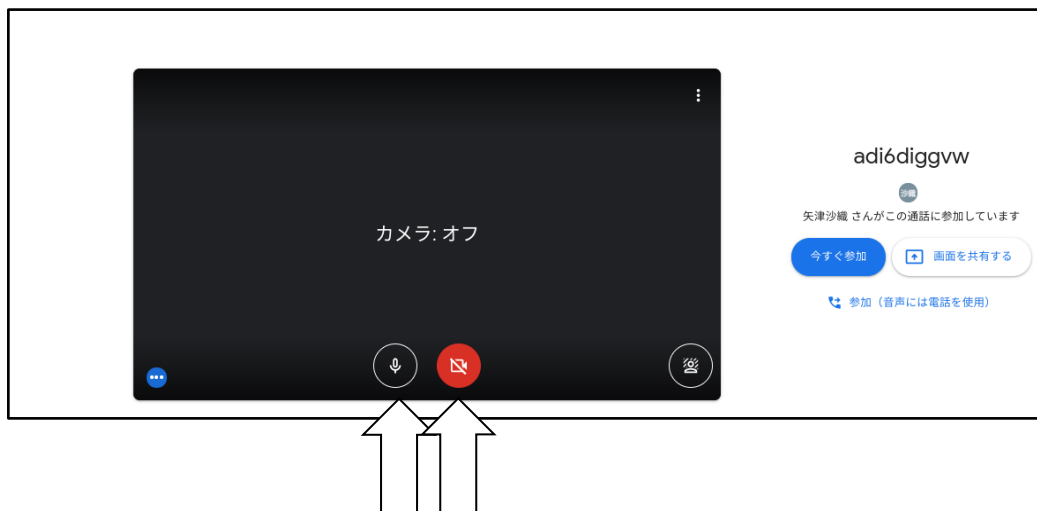 カメラ: オフ
adi6diggvw
沙織
矢津沙織 さんがこの通話に参加しています
今すぐ参加
画面を共有する
参加（音声には電話を使用）